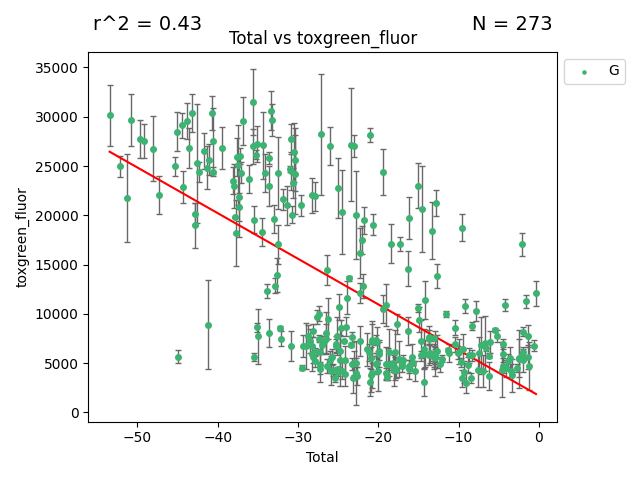 r^2 = 0.43
N = 273
Total vs toxgreen_fluor
G
35000
30000
25000
20000
15000
10000
5000
0
toxgreen_fluor
−50
−40
−30
−20
−10
0
Total